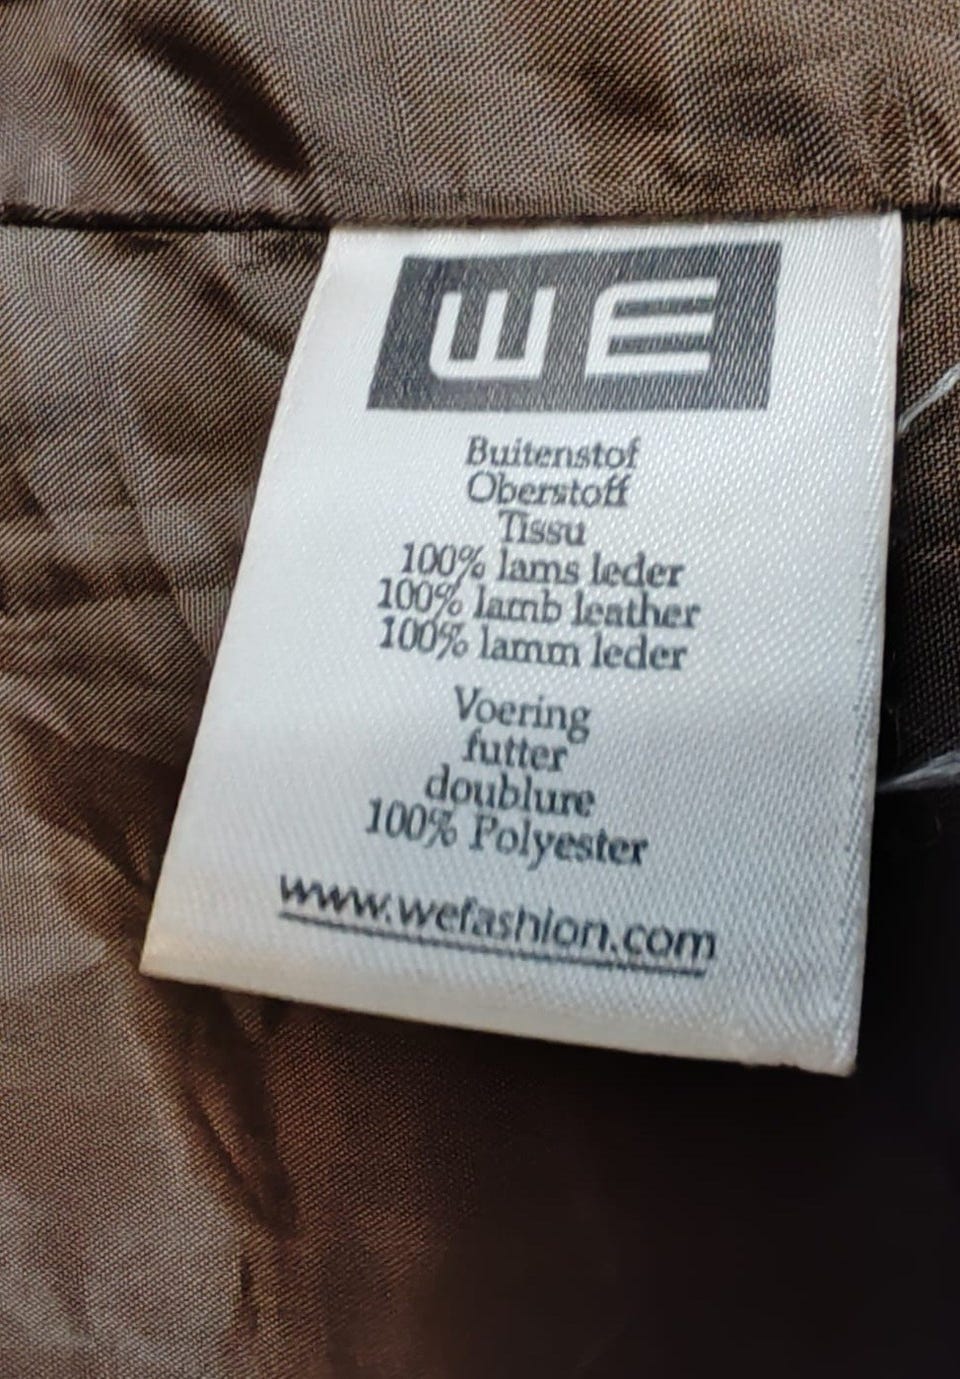 WE
Buitenstof
Oberstoff
Tissu
100% lams leder
100% lamb leather
100% lamm leder
Voering
futter
doublure
100% Polyester
www.wefashion.com